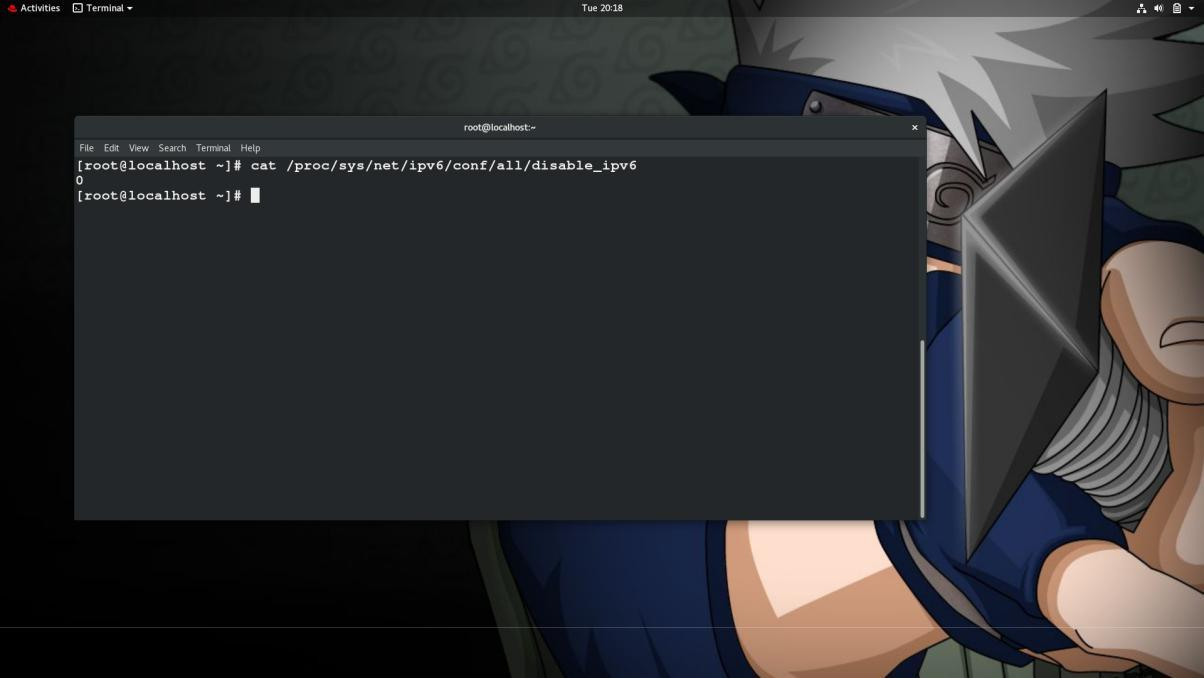 Activities Terminal Tue 20:18
root@localhost:~ ×
File Edit View Search Terminal Help
[root@localhost ~]# cat /proc/sys/net/ipv6/conf/all/disable_ipv6
0
[root@localhost ~]#